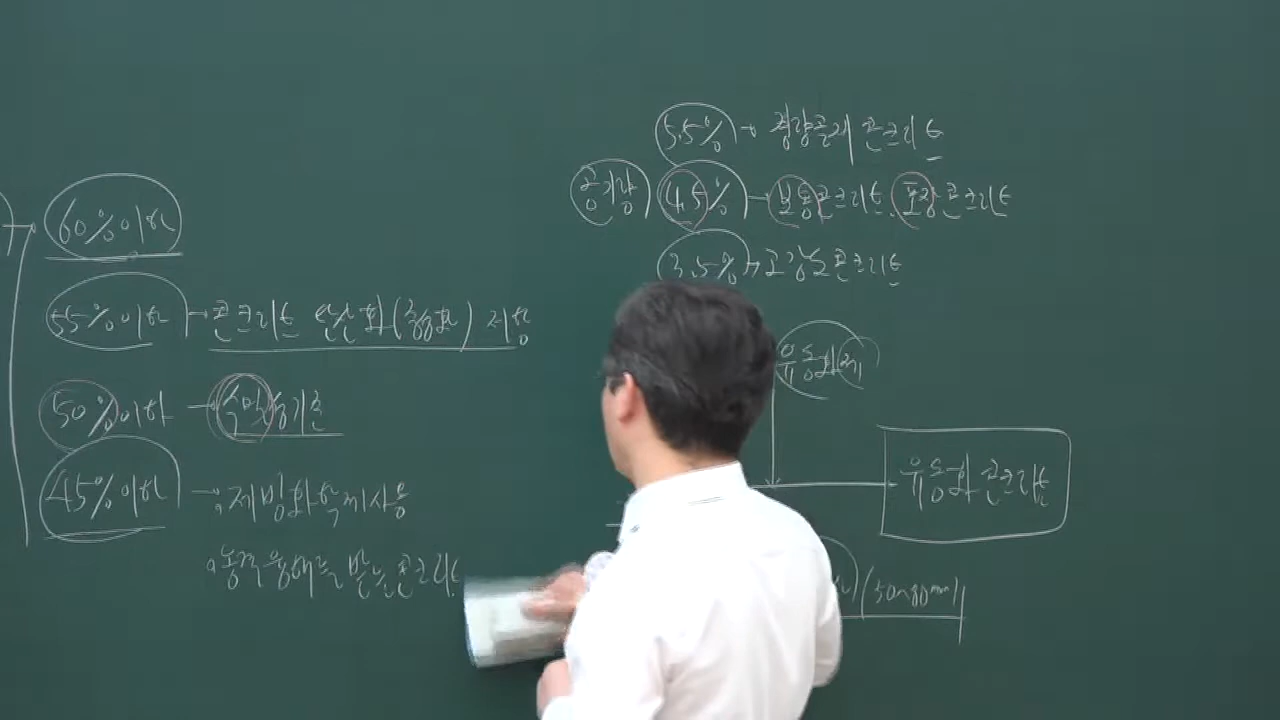 60%이하
55%이하 → 콘크리트 탄산화(중성화) 저항
50%이하 → 수밀성기준
45%이하 → 제빙화학제사용
동결융해를 받는 콘크리트
5.5% → 경량골재 콘크리트
공기량 4.5% → 보통콘크리트, 포장콘크리트
3.5% → 고강도콘크리트
유동화제
유동화 콘크리트
(50~80mm)